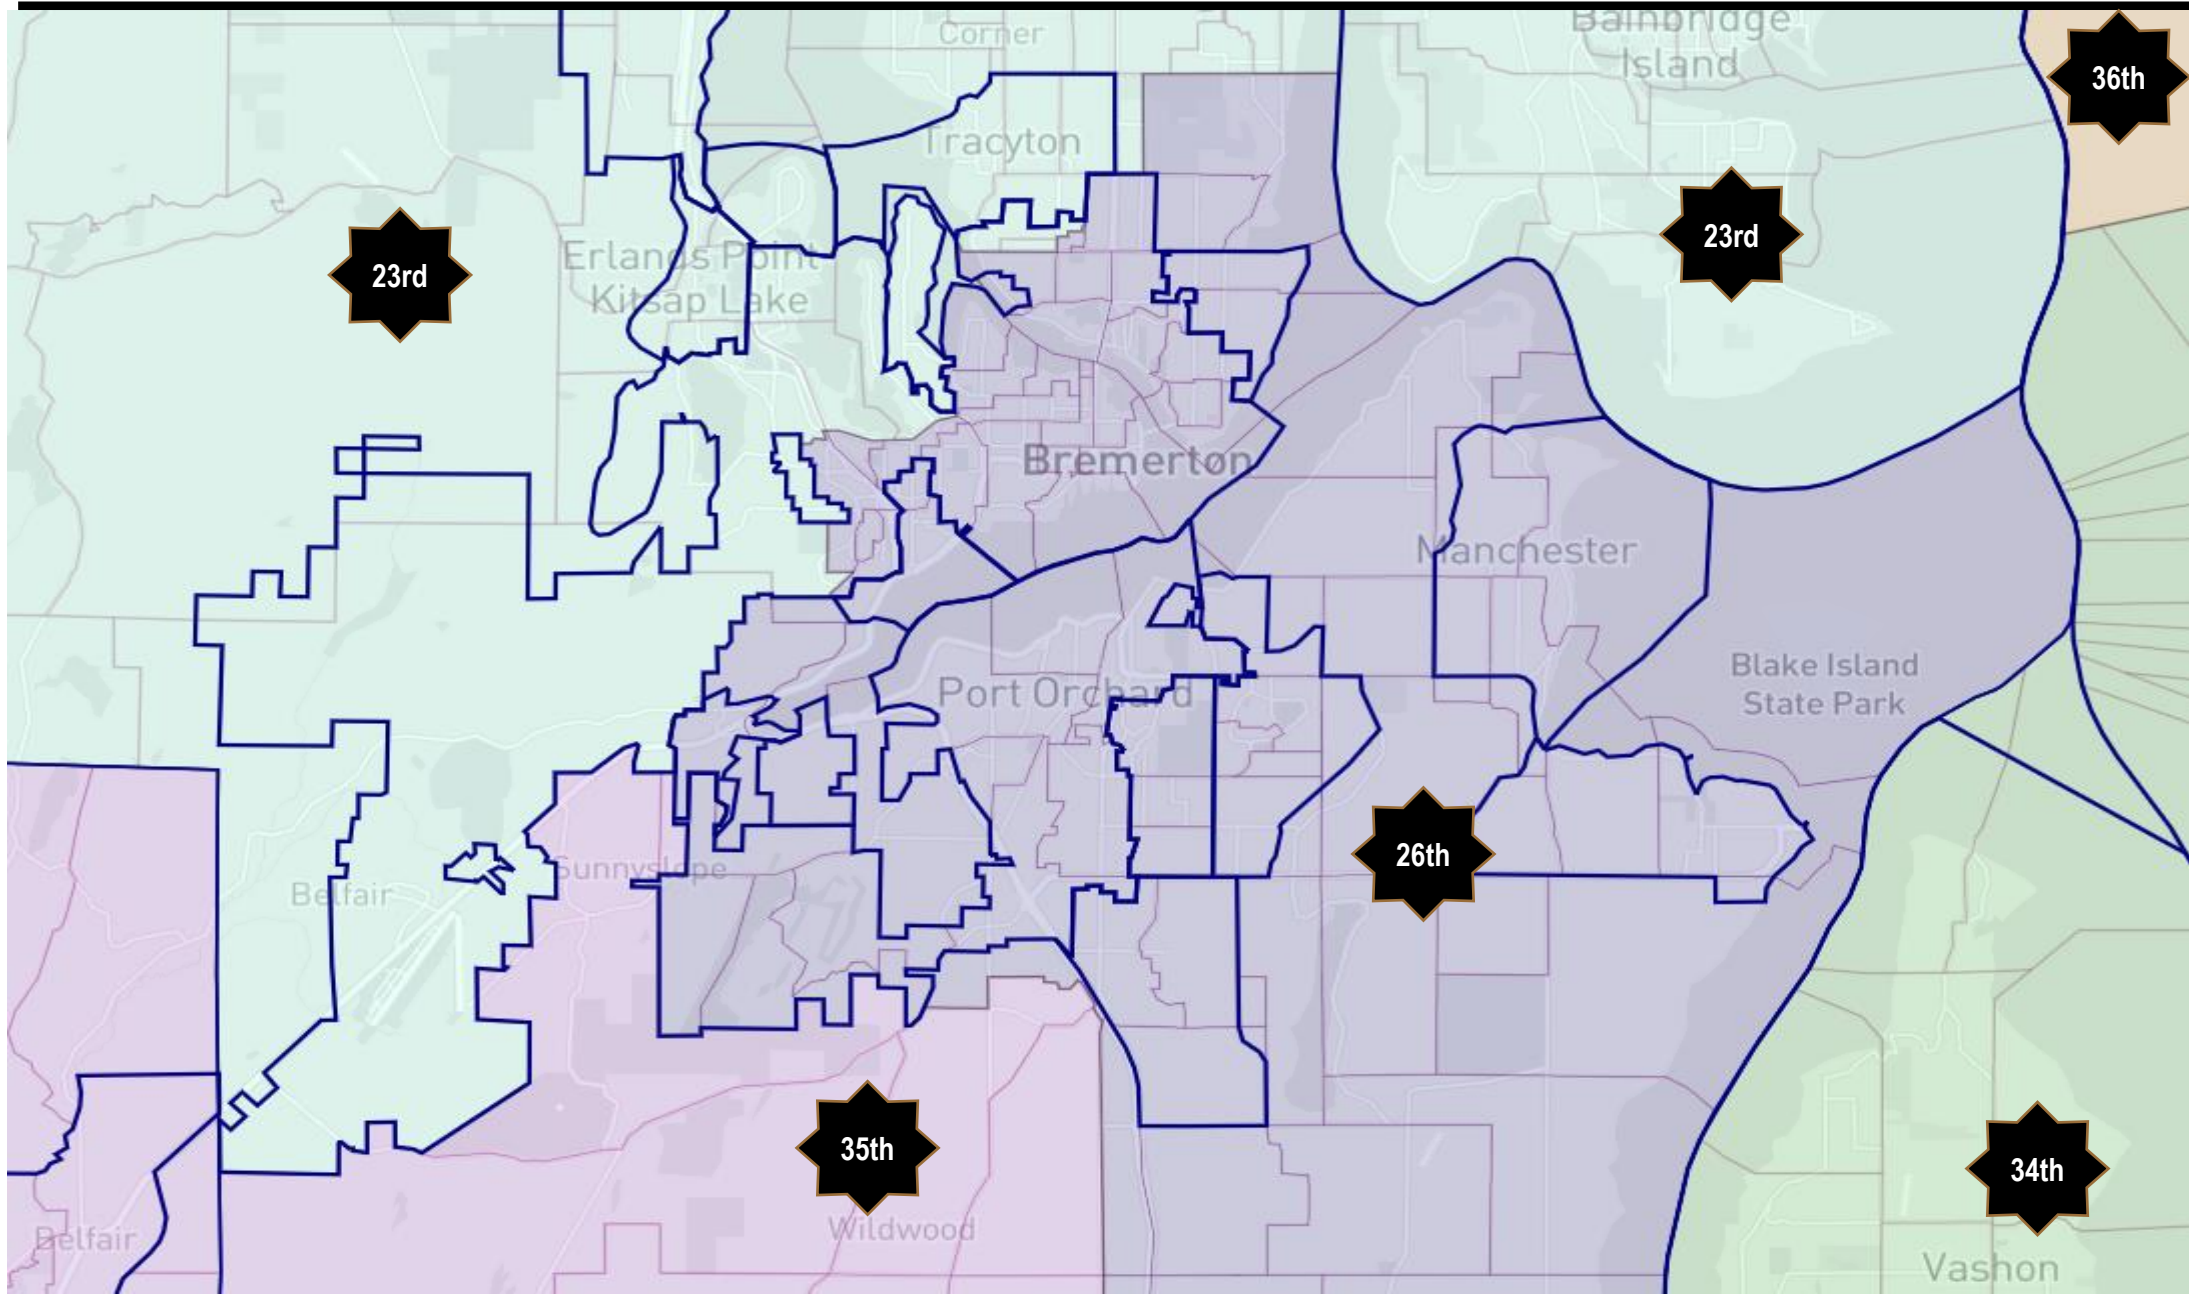 Bainbridge
Island
Corner
36th
Tracyton
23rd
23rd
Erlands Point
Kitsap Lake
Bremerton
Manchester
Blake Island
State Park
Port Orchard
Sunnyslope
26th
Belfair
35th
34th
Belfair
Wildwood
Vashon